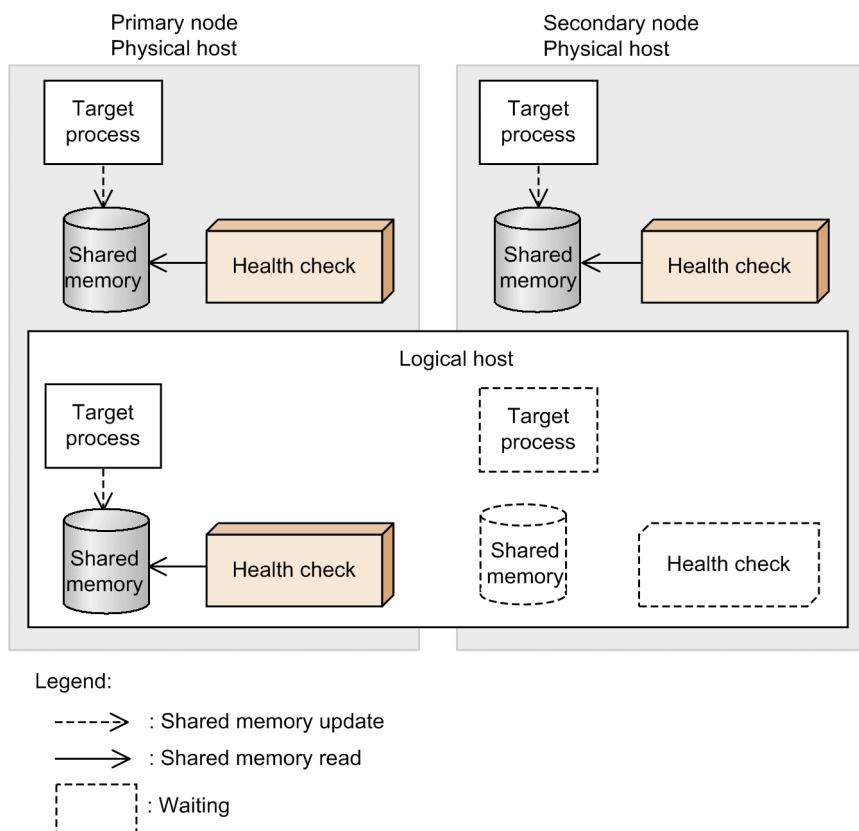 Primary node
Physical host
Secondary node
Physical host
Target
process
Target
process
Shared
memory
Health check
Shared
memory
Health check
Logical host
Target
process
Target
process
Shared
memory
Health check
Shared
memory
Health check
Legend:
: Shared memory update
: Shared memory read
: Waiting